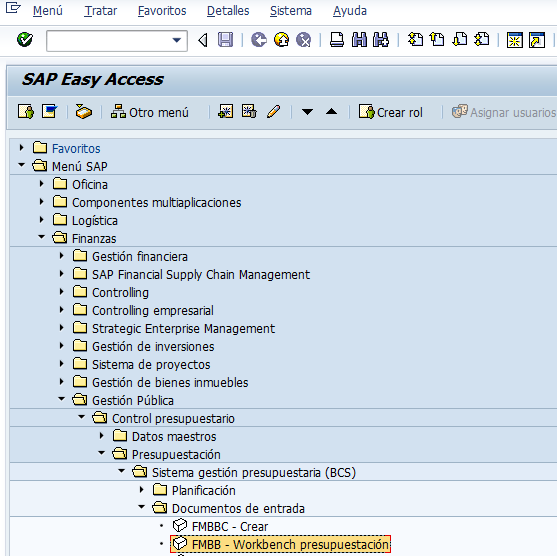 Menú Tratar Favoritos Detalles Sistema Ayuda
SAP Easy Access
Otro menú Crear rol Asignar usuarios
Favoritos
Menú SAP
Oficina
Componentes multiaplicaciones
Logística
Finanzas
Gestión financiera
SAP Financial Supply Chain Management
Controlling
Controlling empresarial
Strategic Enterprise Management
Gestión de inversiones
Sistema de proyectos
Gestión de bienes inmuebles
Gestión Pública
Control presupuestario
Datos maestros
Presupuestación
Sistema gestión presupuestaria (BCS)
Planificación
Documentos de entrada
FMBBC - Crear
FMBB - Workbench presupuestación